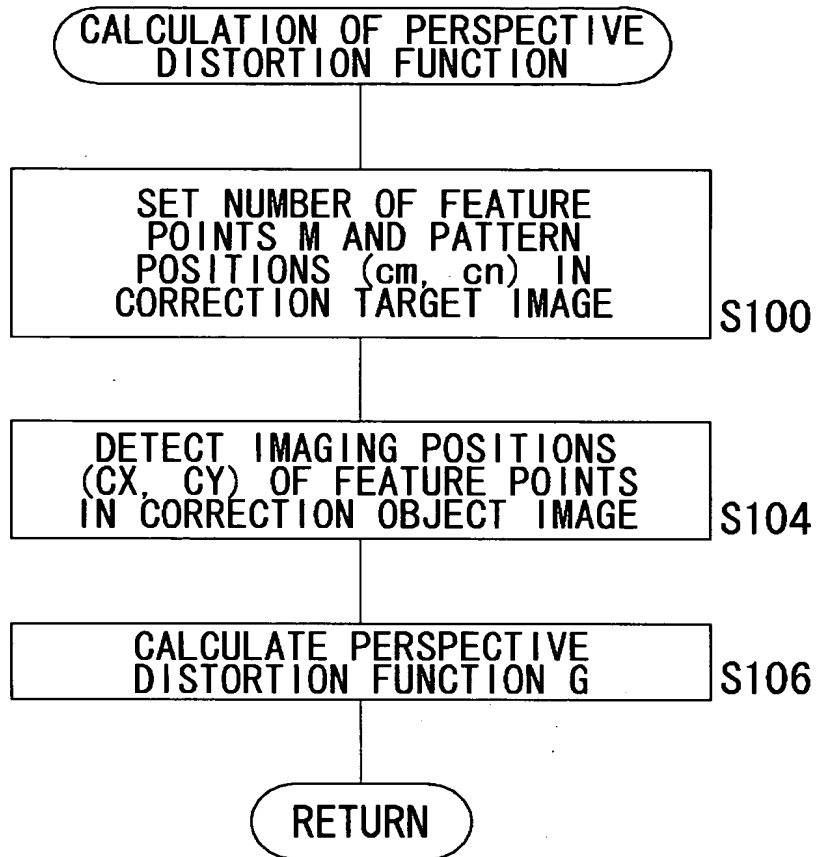 CALCULATION OF PERSPECTIVE
DISTORTION FUNCTION
SET NUMBER OF FEATURE
POINTS M AND PATTERN
POSITIONS (cm, cn) IN
CORRECTION TARGET IMAGE
S100
DETECT IMAGING POSITIONS
(CX, CY) OF FEATURE POINTS
IN CORRECTION OBJECT IMAGE
S104
CALCULATE PERSPECTIVE
DISTORTION FUNCTION G
S106
RETURN